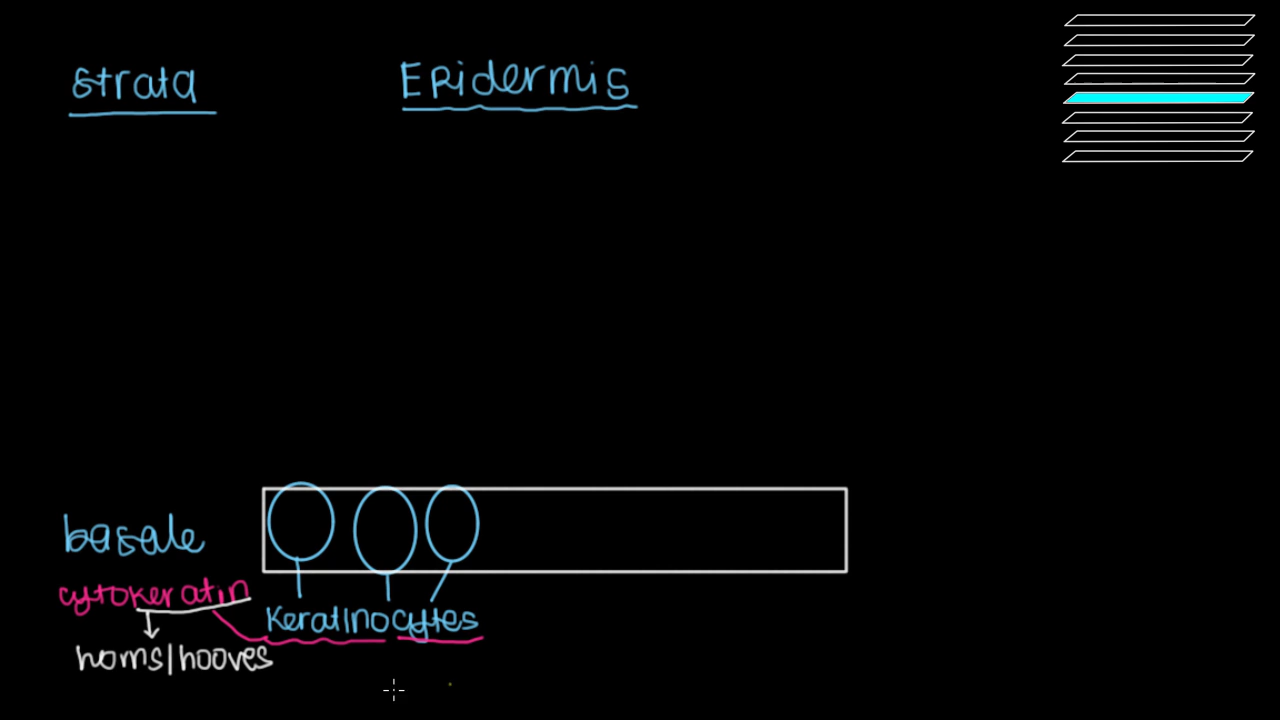 strata
Epidermis
basale
cytokeratin
Keratinocytes
horns/hooves